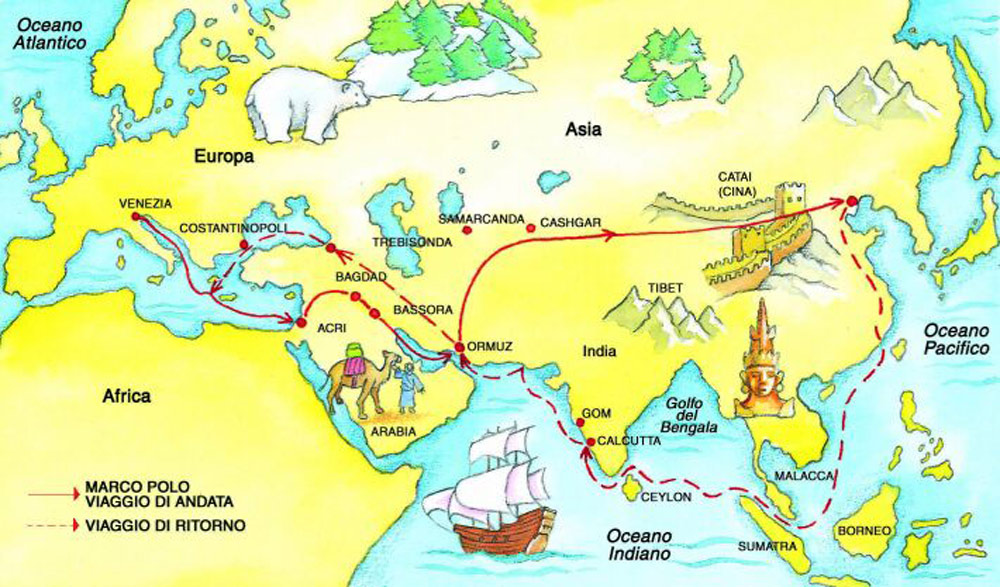 Oceano
Atlantico
Europa
Asia
CATAI
(CINA)
VENEZIA
COSTANTINOPOLI
TREBISONDA
SAMARCANDA
CASHGAR
BAGDAD
BASSORA
ACRI
ORMUZ
TIBET
India
Oceano
Pacifico
Africa
ARABIA
GOM
CALCUTTA
Golfo
del
Bengala
MALACCA
CEYLON
BORNEO
SUMATRA
Oceano
Indiano
MARCO POLO
VIAGGIO DI ANDATA
VIAGGIO DI RITORNO